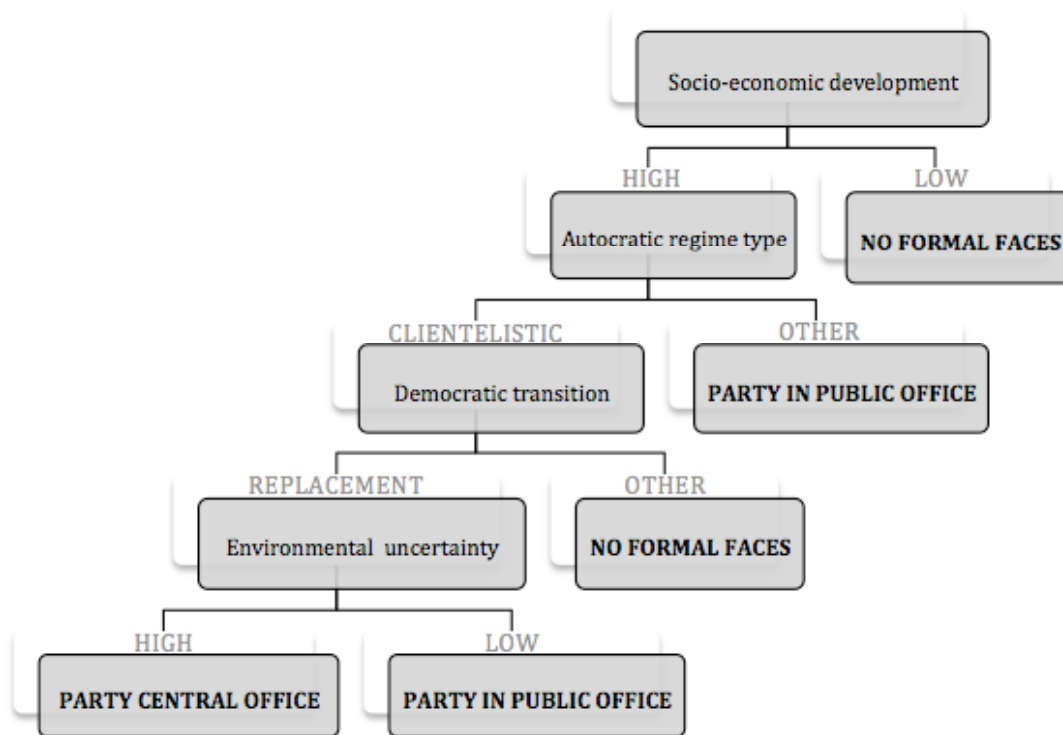 Socio-economic development
HIGH
LOW
Autocratic regime type
NO FORMAL FACES
CLIENTELISTIC
OTHER
Democratic transition
PARTY IN PUBLIC OFFICE
REPLACEMENT
OTHER
Environmental uncertainty
NO FORMAL FACES
HIGH
LOW
PARTY CENTRAL OFFICE
PARTY IN PUBLIC OFFICE